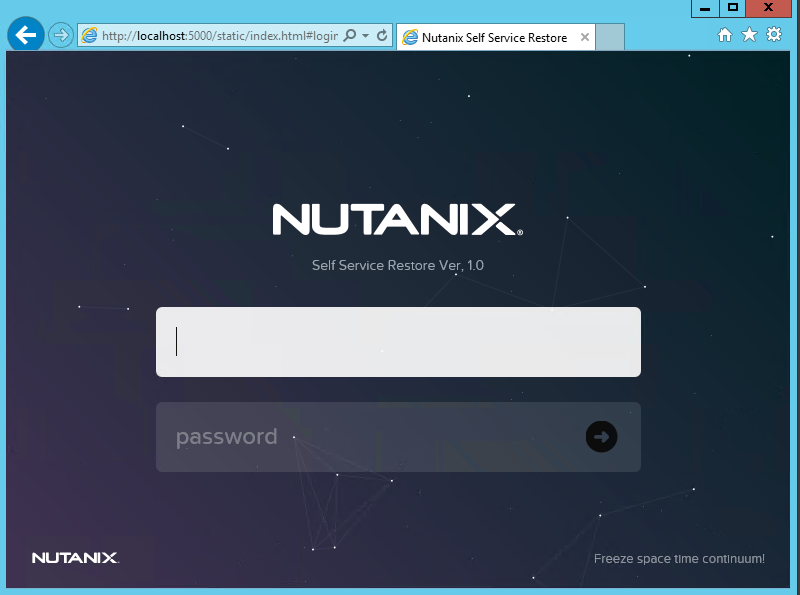 http://localhost:5000/static/index.html#login
Nutanix Self Service Restore
NUTANIX®
Self Service Restore Ver, 1.0
password
NUTANIX
Freeze space time continuum!